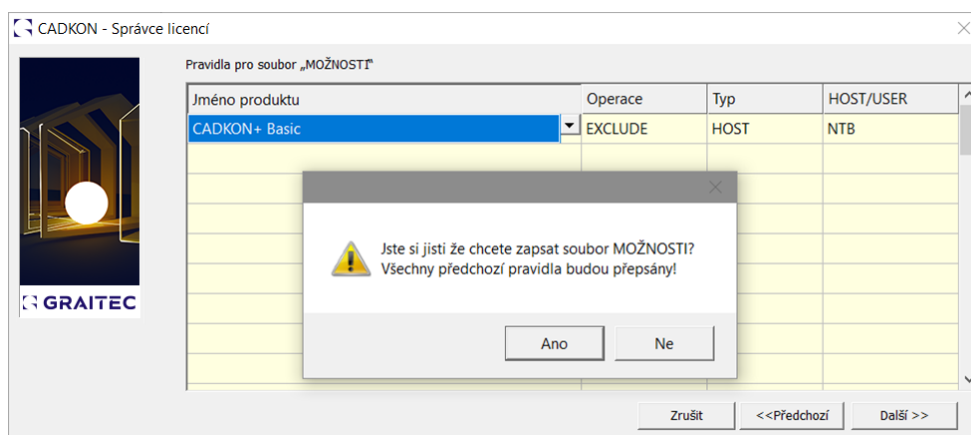 CADKON - Správce licencí
Pravidla pro soubor „MOŽNOSTI“
Jméno produktu Operace Typ HOST/USER
CADKON+ Basic EXCLUDE HOST NTB
Jste si jisti že chcete zapsat soubor MOŽNOSTI?
Všechny předchozí pravidla budou přepsány!
GRAITEC
Ano Ne
Zrušit <<Předchozí Další >>